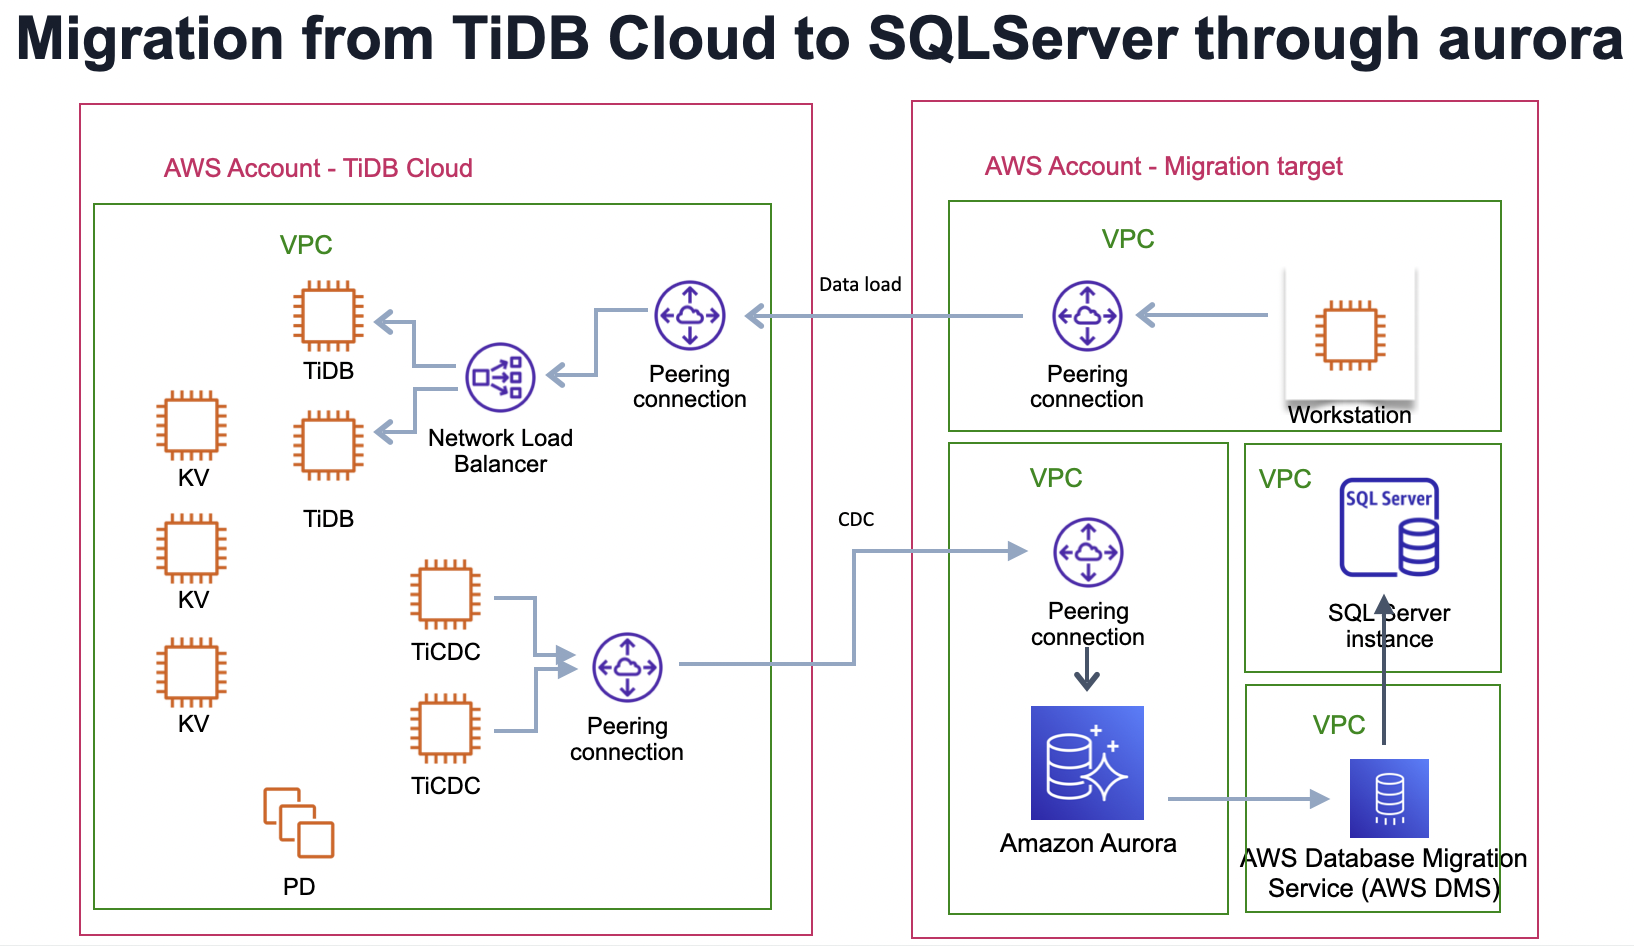 Migration from TiDB Cloud to SQLServer through aurora
AWS Account - TiDB Cloud
VPC
TiDB
TiDB
KV
KV
KV
Network Load
Balancer
Peering
connection
TiCDC
TiCDC
Peering
connection
PD
Data load
CDC
AWS Account - Migration target
VPC
Peering
connection
Workstation
VPC
Peering
connection
Amazon Aurora
VPC
SQL Server
SQL Server
instance
VPC
AWS Database Migration
Service (AWS DMS)